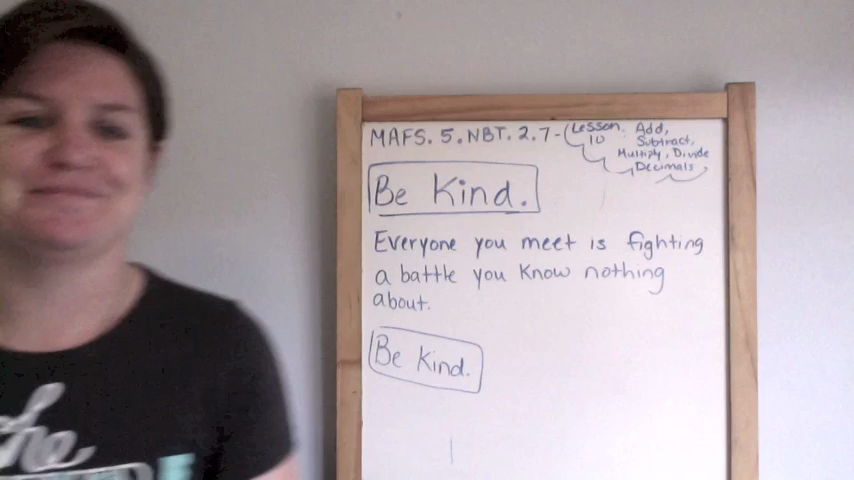 MAFS.5.NBT.2.7- Lesson 10 Add,
Subtract,
Multiply, Divide
Decimals
Be Kind.
Everyone you meet is fighting
a battle you know nothing
about.
Be Kind.
the